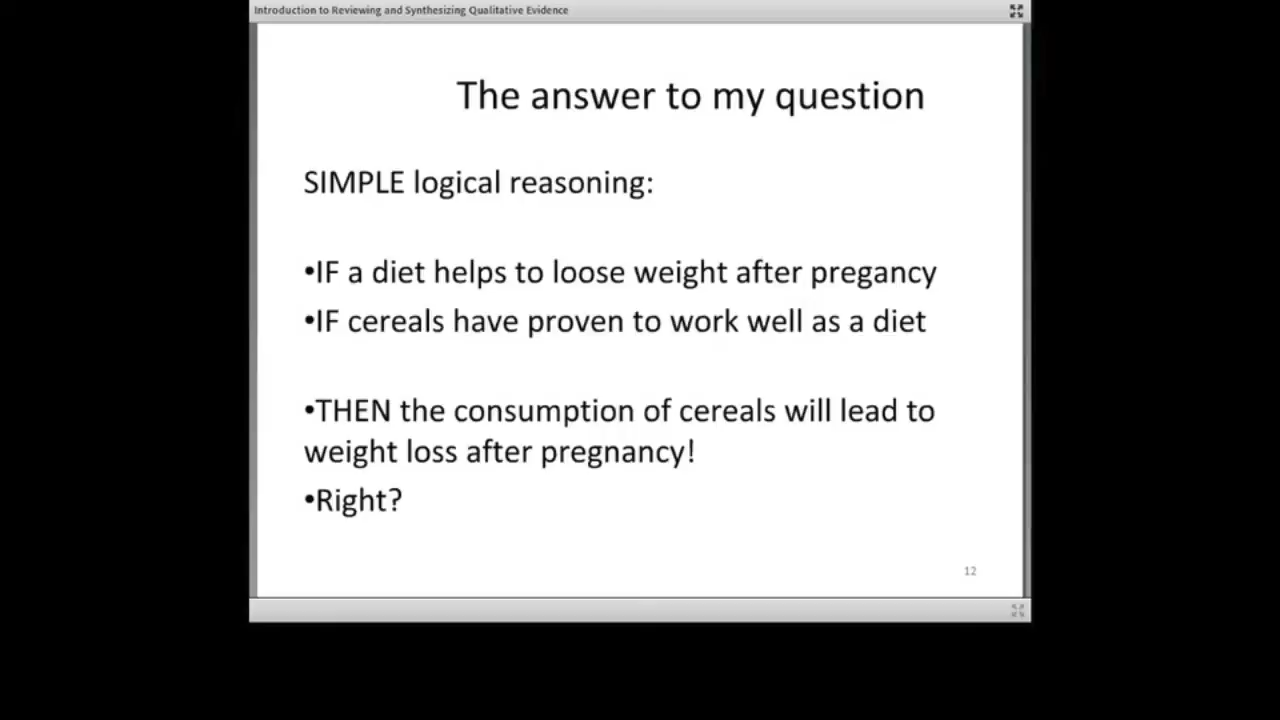 Introduction to Reviewing and Synthesizing Qualitative Evidence
The answer to my question
SIMPLE logical reasoning:
•IF a diet helps to loose weight after pregancy
•IF cereals have proven to work well as a diet
•THEN the consumption of cereals will lead to
weight loss after pregnancy!
•Right?
12